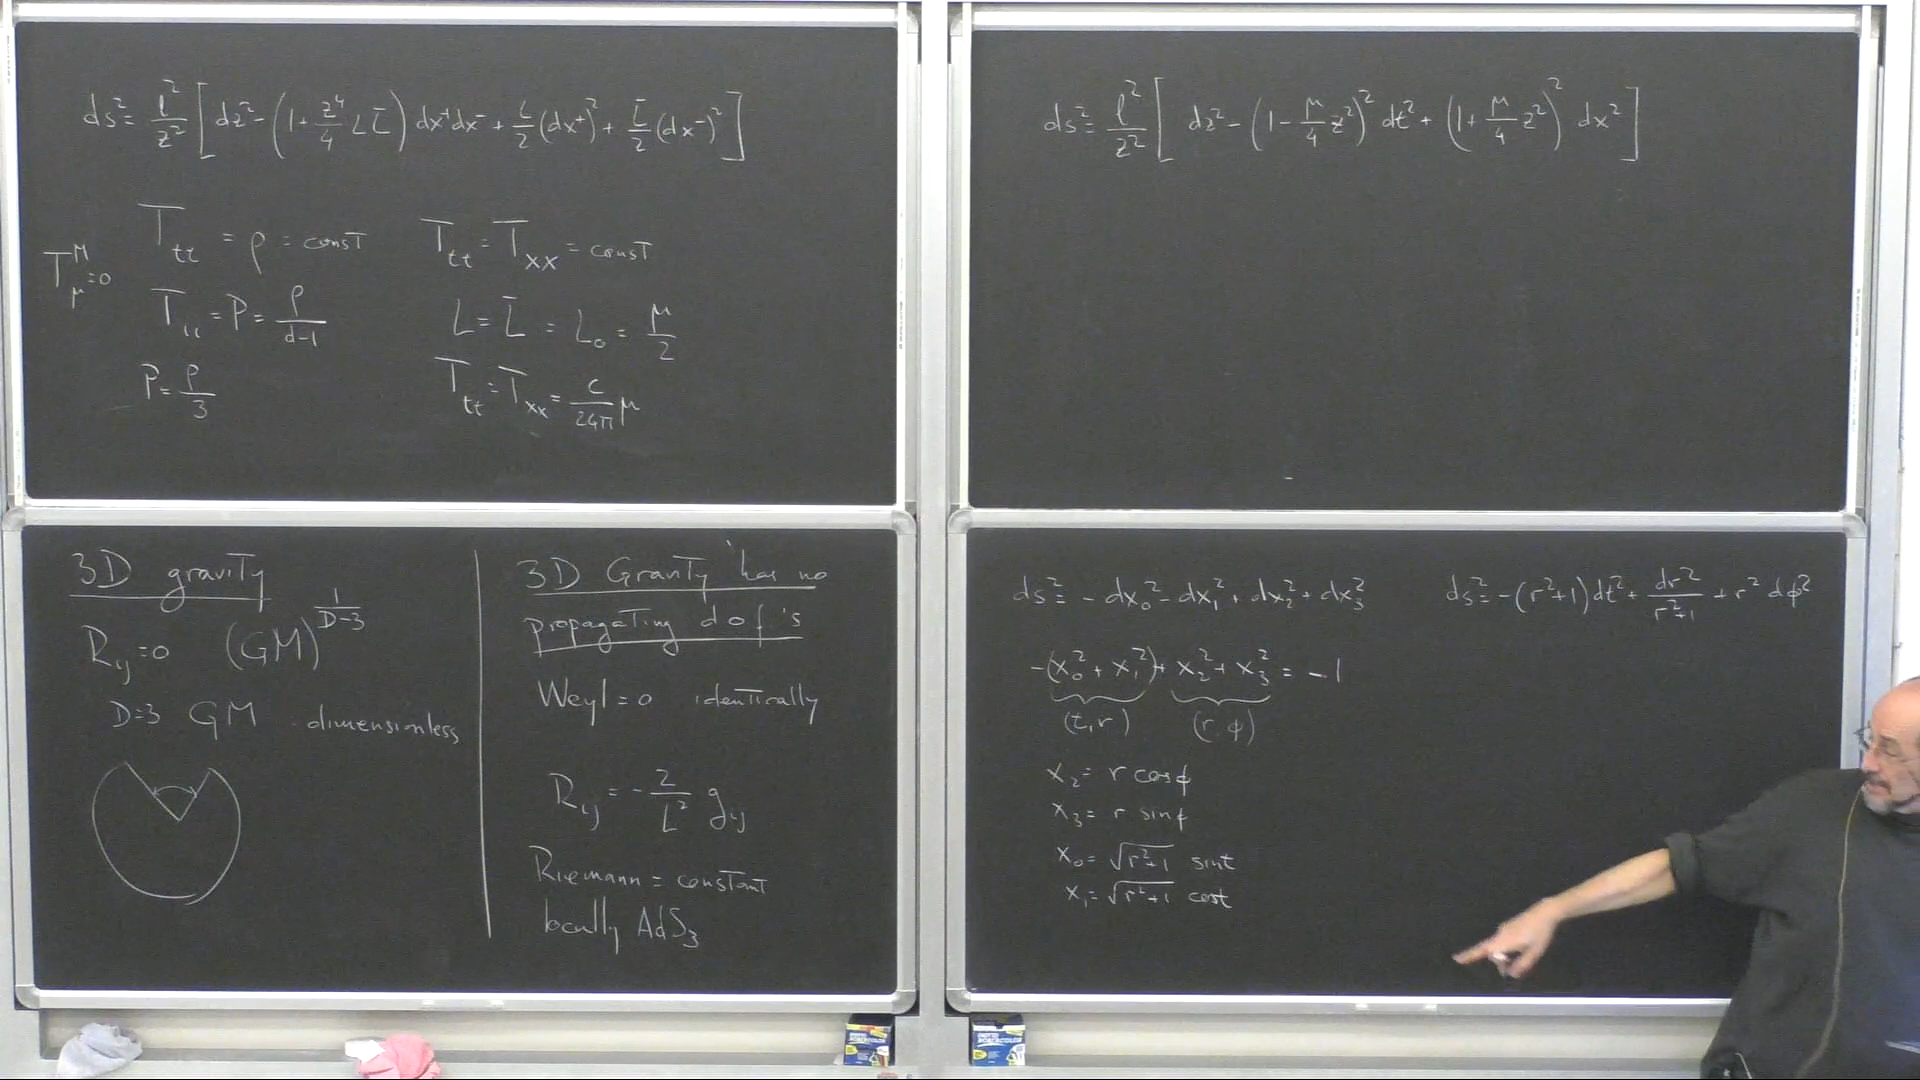 ds² = l²/z² [ dz² - (1 + z⁴/4 L L̄) dx⁺dx⁻ + L/2 (dx⁺)² + L̄/2 (dx⁻)² ]
T_tt = ρ = const
T_tt = T_xx = const
T^μ_μ = 0
T_11 = P = ρ/(d-1)
L = L̄ = L₀ = μ/2
P = ρ/3
T_tt = T_xx = c/24π μ
ds² = l²/z² [ dz² - (1 - μ/4 z²)² dt² + (1 + μ/4 z²)² dx² ]
3D gravity
R_ij = 0 (GM)^(1/(D-3))
D=3 GM dimensionless
3D Gravity has no
propagating dof's
Weyl = 0 identically
R_ij = - 2/L² g_ij
Riemann = constant
locally AdS₃
ds² = - dx₀² - dx₁² + dx₂² + dx₃²
ds² = -(r²+1)dt² + dr²/(r²+1) + r² dφ²
-(x₀² + x₁²) + x₂² + x₃² = -1
(t,r) (r φ)
x₂ = r cosφ
x₃ = r sinφ
x₀ = √(r²+1) sint
x₁ = √(r²+1) cost